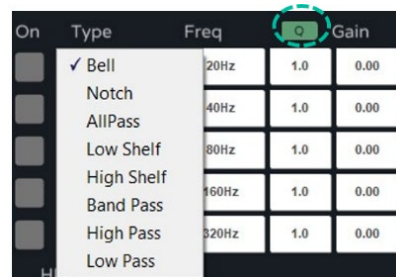 On Type Freq Q Gain
✓ Bell 20Hz 1.0 0.00
Notch
AllPass 40Hz 1.0 0.00
Low Shelf 80Hz 1.0 0.00
High Shelf
Band Pass 160Hz 1.0 0.00
High Pass 320Hz 1.0 0.00
Low Pass